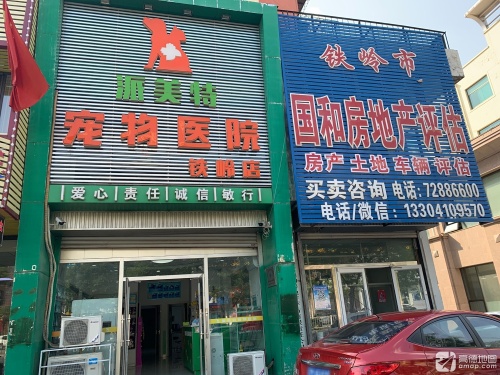 派美特
宠物医院
铁岭店
爱心|责任|诚信|敏行
铁岭市
国和房地产评估
房产 土地 车辆 评估
买卖咨询 电话:72886600
电话/微信:13304109570
高德地图
amap.com